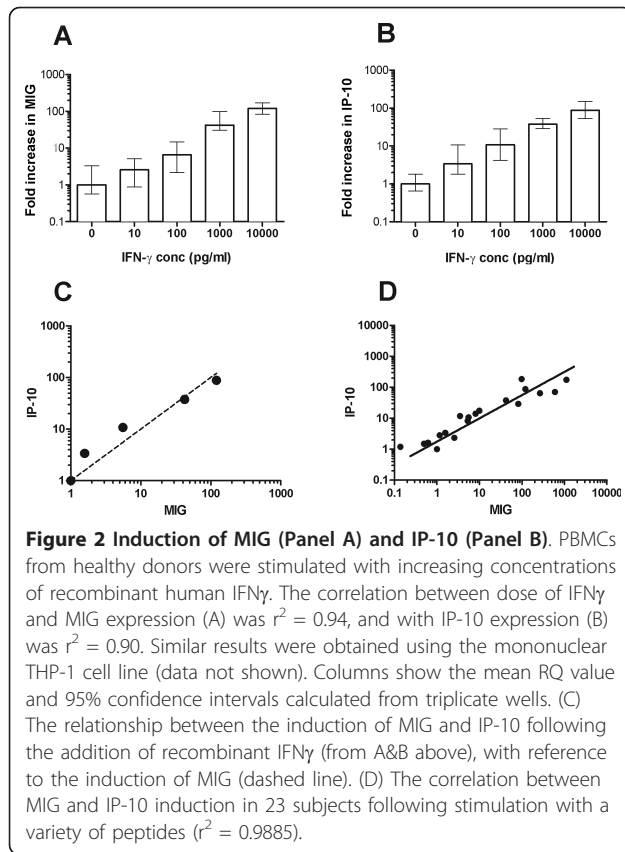 A
Fold increase in MIG
1000
100
10
1
0.1
0 10 100 1000 10000
IFN-γ conc (pg/ml)
B
Fold increase in IP-10
1000
100
10
1
0.1
0 10 100 1000 10000
IFN-γ conc (pg/ml)
C
IP-10
1000
100
10
1
1 10 100 1000
MIG
D
IP-10
10000
1000
100
10
1
0.1
0.1 1 10 100 1000 10000
MIG
Figure 2 Induction of MIG (Panel A) and IP-10 (Panel B). PBMCs
from healthy donors were stimulated with increasing concentrations
of recombinant human IFNγ. The correlation between dose of IFNγ
and MIG expression (A) was r² = 0.94, and with IP-10 expression (B)
was r² = 0.90. Similar results were obtained using the mononuclear
THP-1 cell line (data not shown). Columns show the mean RQ value
and 95% confidence intervals calculated from triplicate wells. (C)
The relationship between the induction of MIG and IP-10 following
the addition of recombinant IFNγ (from A&B above), with reference
to the induction of MIG (dashed line). (D) The correlation between
MIG and IP-10 induction in 23 subjects following stimulation with a
variety of peptides (r² = 0.9885).